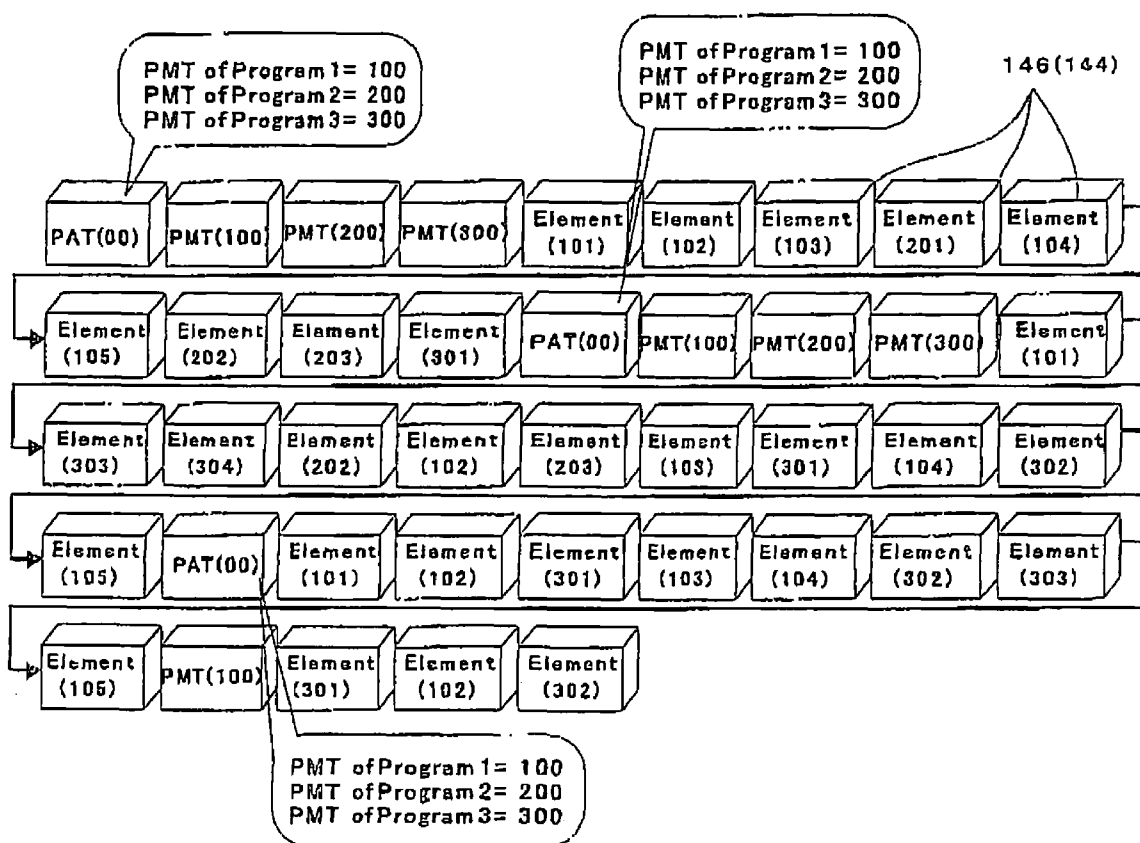 PMT of Program 1= 100
PMT of Program 2= 200
PMT of Program 3= 300
PMT of Program 1= 100
PMT of Program 2= 200
PMT of Program 3= 300
146(144)
PAT(00) PMT(100) PMT(200) PMT(300) Element (101) Element (102) Element (103) Element (201) Element (104)
Element (105) Element (202) Element (203) Element (301) PAT(00) PMT(100) PMT(200) PMT(300) Element (101)
Element (303) Element (304) Element (202) Element (102) Element (203) Element (103) Element (301) Element (104) Element (302)
Element (105) PAT(00) Element (101) Element (102) Element (301) Element (103) Element (104) Element (302) Element (303)
Element (105) PMT(100) Element (301) Element (102) Element (302)
PMT of Program 1= 100
PMT of Program 2= 200
PMT of Program 3= 300